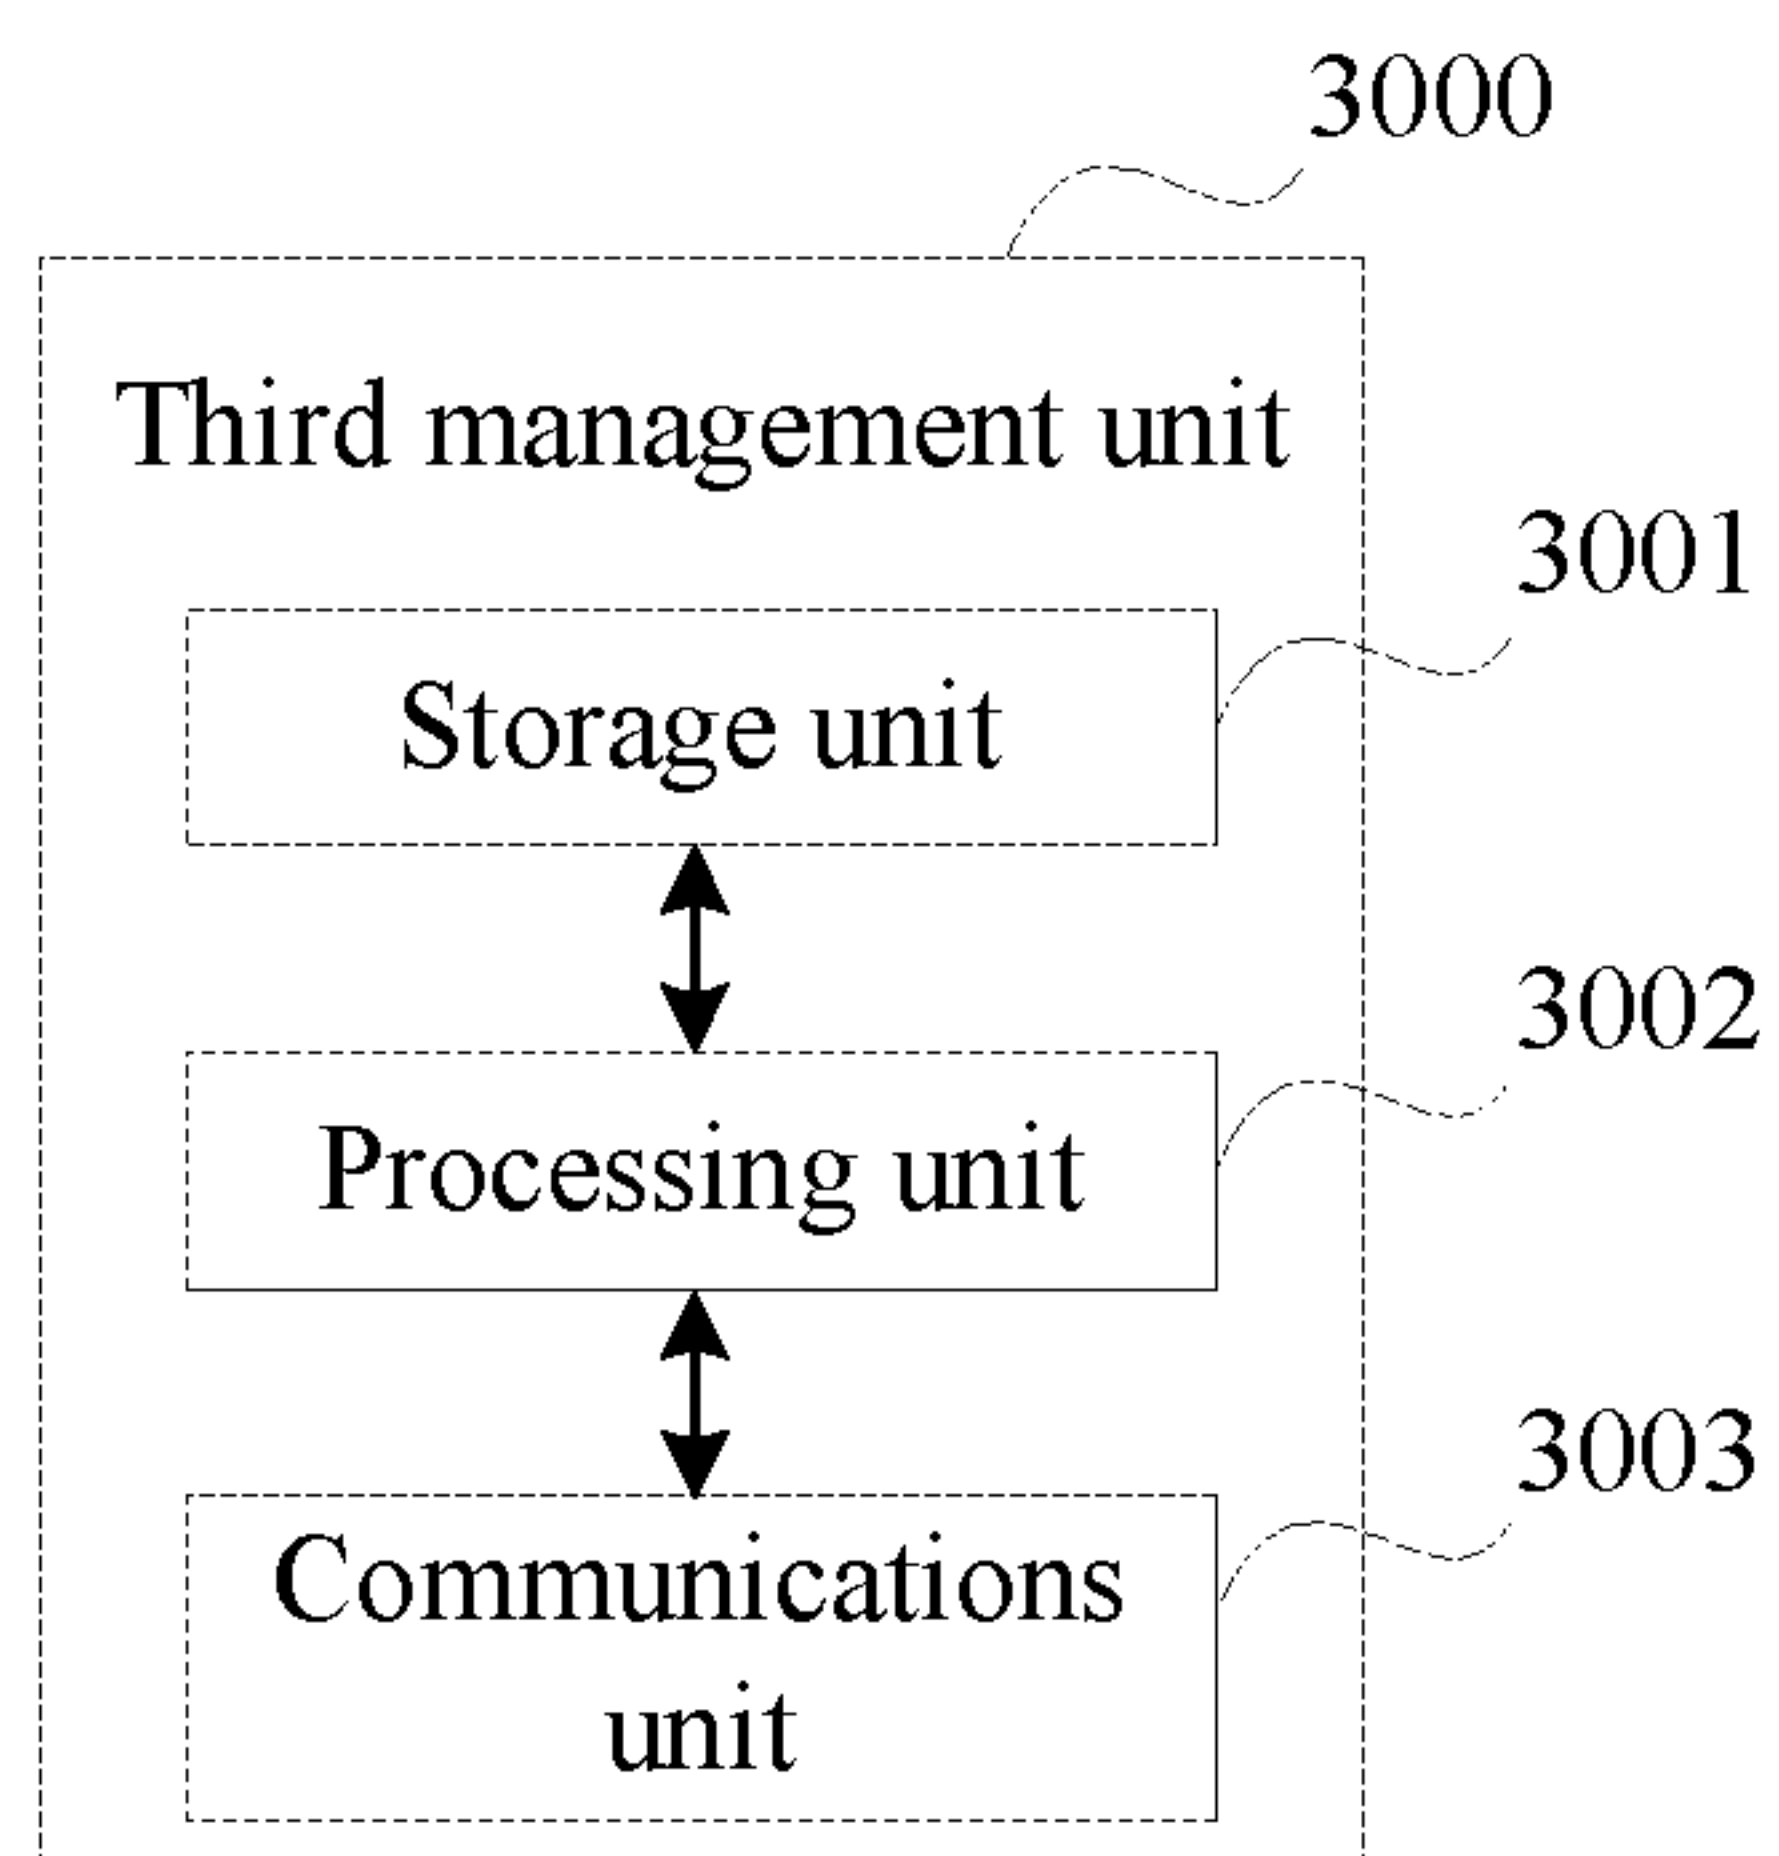 3000
Third management unit
3001
Storage unit
3002
Processing unit
3003
Communications
unit